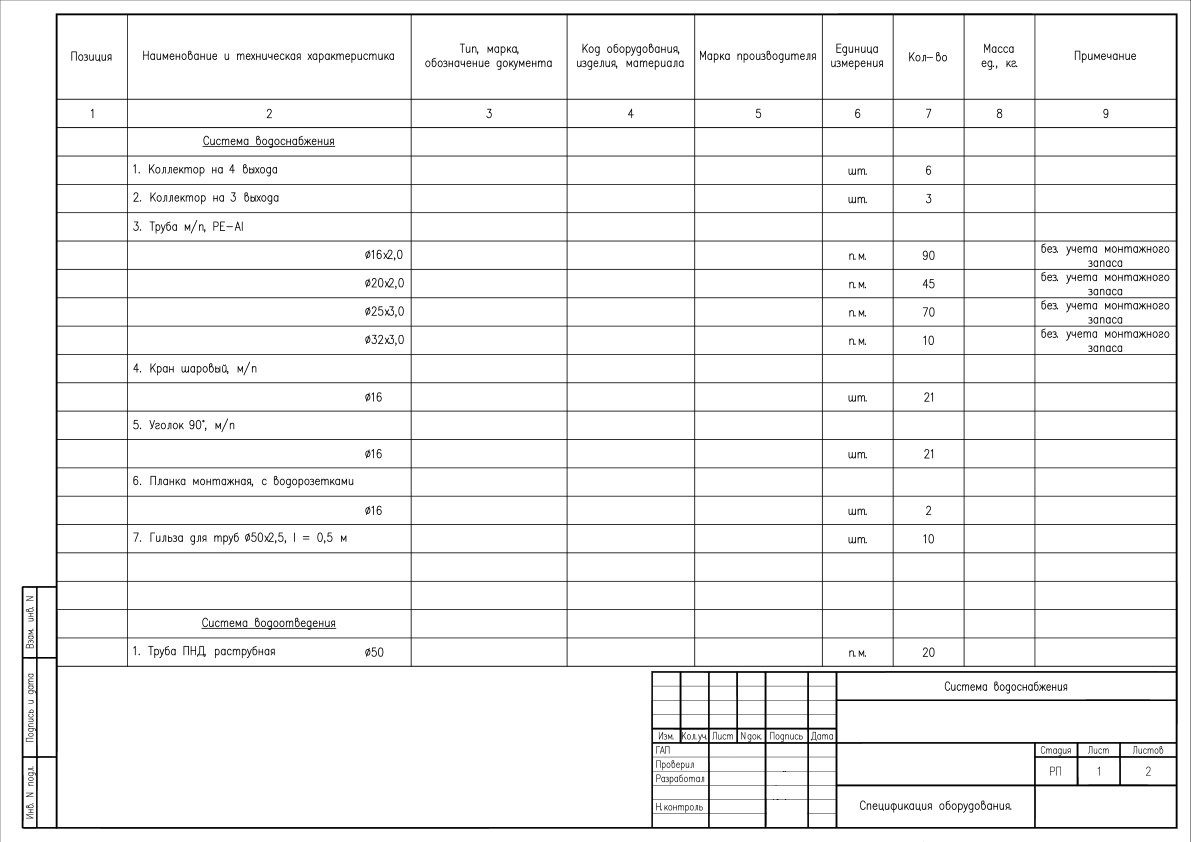 Позиция
Наименование и техническая характеристика
Тип, марка,
обозначение документа
Код оборудования,
изделия, материала
Марка производителя
Единица
измерения
Кол-во
Масса
ед., кг.
Примечание
1 2 3 4 5 6 7 8 9
Система водоснабжения
1. Коллектор на 4 выхода шт. 6
2. Коллектор на 3 выхода шт. 3
3. Труба м/п, PE-Al
ø16х2,0 п.м. 90 без. учета монтажного
запаса
ø20х2,0 п.м. 45 без. учета монтажного
запаса
ø25х3,0 п.м. 70 без. учета монтажного
запаса
ø32х3,0 п.м. 10 без. учета монтажного
запаса
4. Кран шаровый, м/п
ø16 шт. 21
5. Уголок 90°, м/п
ø16 шт. 21
6. Планка монтажная, с водорозетками
ø16 шт. 2
7. Гильза для труб ø50х2,5, l = 0,5 м шт. 10
Система водоотведения
1. Труба ПНД, раструбная ø50 п.м. 20
Взам. инв. N
Подпись и дата
Инв. N подл.
Система водоснабжения
Изм. Кол.уч. Лист Nдок. Подпись Дата
ГАП
Проверил
Разработал
Н.контроль
Стадия Лист Листов
РП 1 2
Спецификация оборудования.